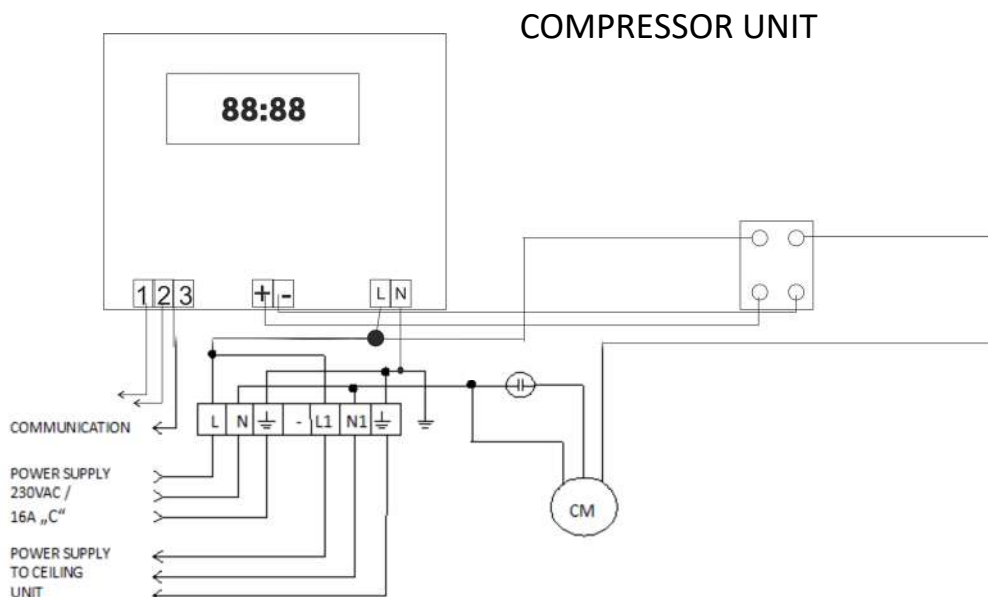 COMPRESSOR UNIT
88:88
1 2 3
+ -
L N
L N - L1 N1
COMMUNICATION
POWER SUPPLY
230VAC /
16A „C“
CM
POWER SUPPLY
TO CEILING
UNIT